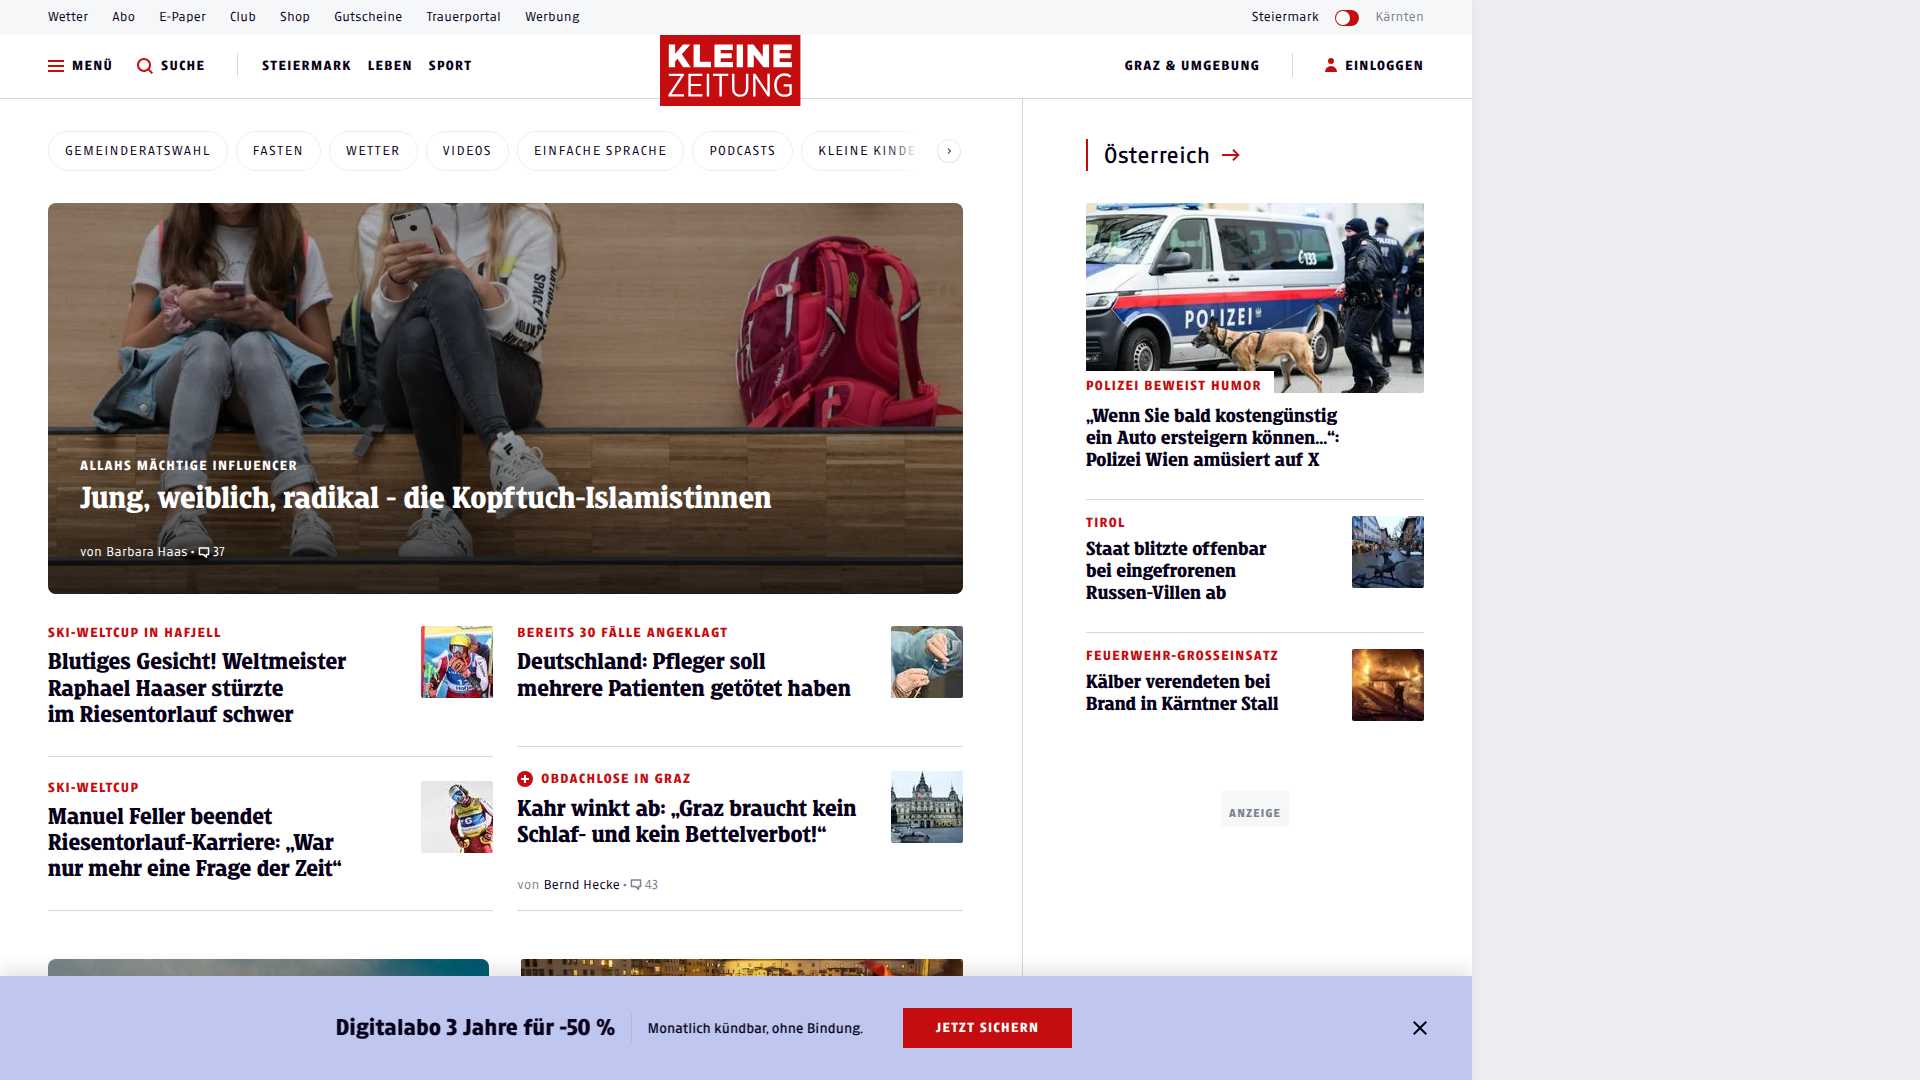 Wetter Abo E-Paper Club Shop Gutscheine Trauerportal Werbung Steiermark Kärnten
MENÜ SUCHE STEIERMARK LEBEN SPORT KLEINE ZEITUNG GRAZ & UMGEBUNG EINLOGGEN
GEMEINDERATSWAHL FASTEN WETTER VIDEOS EINFACHE SPRACHE PODCASTS KLEINE KINDE
ALLAHS MÄCHTIGE INFLUENCER
Jung, weiblich, radikal - die Kopftuch-Islamistinnen
von Barbara Haas • 37
SKI-WELTCUP IN HAFJELL
Blutiges Gesicht! Weltmeister
Raphael Haaser stürzte
im Riesentorlauf schwer
SKI-WELTCUP
Manuel Feller beendet
Riesentorlauf-Karriere: „War
nur mehr eine Frage der Zeit“
BEREITS 30 FÄLLE ANGEKLAGT
Deutschland: Pfleger soll
mehrere Patienten getötet haben
OBDACHLOSE IN GRAZ
Kahr winkt ab: „Graz braucht kein
Schlaf- und kein Bettelverbot!“
von Bernd Hecke • 43
Österreich
133
POLIZEI
POLIZEI BEWEIST HUMOR
„Wenn Sie bald kostengünstig
ein Auto ersteigern können...“:
Polizei Wien amüsiert auf X
TIROL
Staat blitzte offenbar
bei eingefrorenen
Russen-Villen ab
FEUERWEHR-GROSSEINSATZ
Kälber verendeten bei
Brand in Kärntner Stall
ANZEIGE
Digitalabo 3 Jahre für -50 % Monatlich kündbar, ohne Bindung. JETZT SICHERN